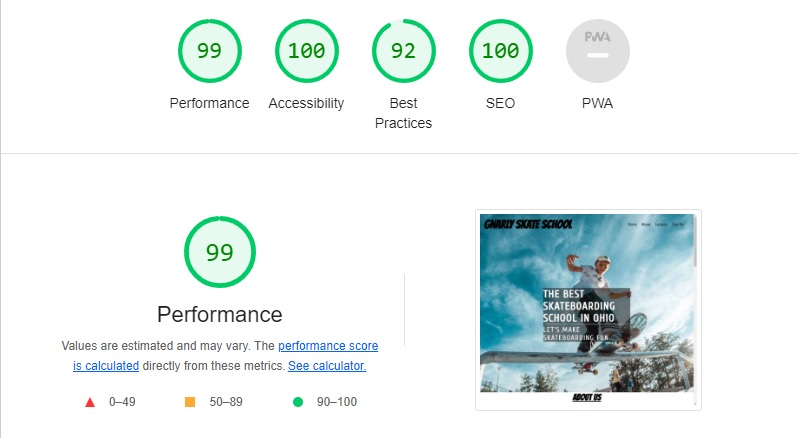 99
100
92
100
PWA
Performance
Accessibility
Best
Practices
SEO
PWA
99
Performance
Values are estimated and may vary. The performance score
is calculated directly from these metrics. See calculator.
0–49
50–89
90–100
GNARLY SKATE SCHOOL
Home About Lessons Sign Up
THE BEST
SKATEBOARDING
SCHOOL IN OHIO
LET'S MAKE
SKATEBOARDING FUN
ABOUT US